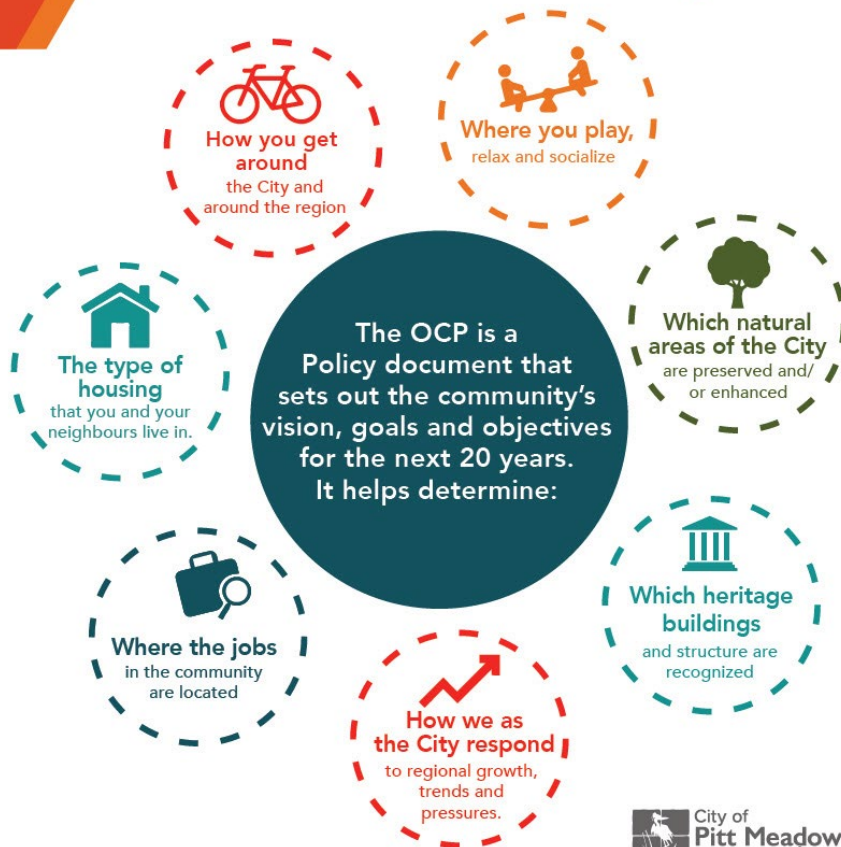 How you get
around
the City and
around the region
Where you play,
relax and socialize
The type of
housing
that you and your
neighbours live in.
The OCP is a
Policy document that
sets out the community's
vision, goals and objectives
for the next 20 years.
It helps determine:
Which natural
areas of the City
are preserved and/
or enhanced
Where the jobs
in the community
are located
Which heritage
buildings
and structure are
recognized
How we as
the City respond
to regional growth,
trends and
pressures.
City of
Pitt Meadow